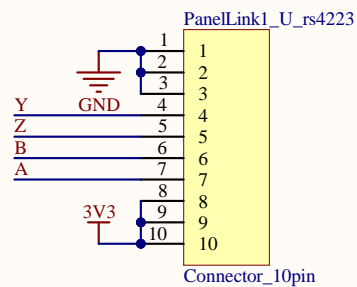 PanelLink1_U_rs4223
1 1
2 2
3 3
GND
Y 4 4
Z 5 5
B 6 6
A 7 7
8 8
3V3
9 9
10 10
Connector_10pin